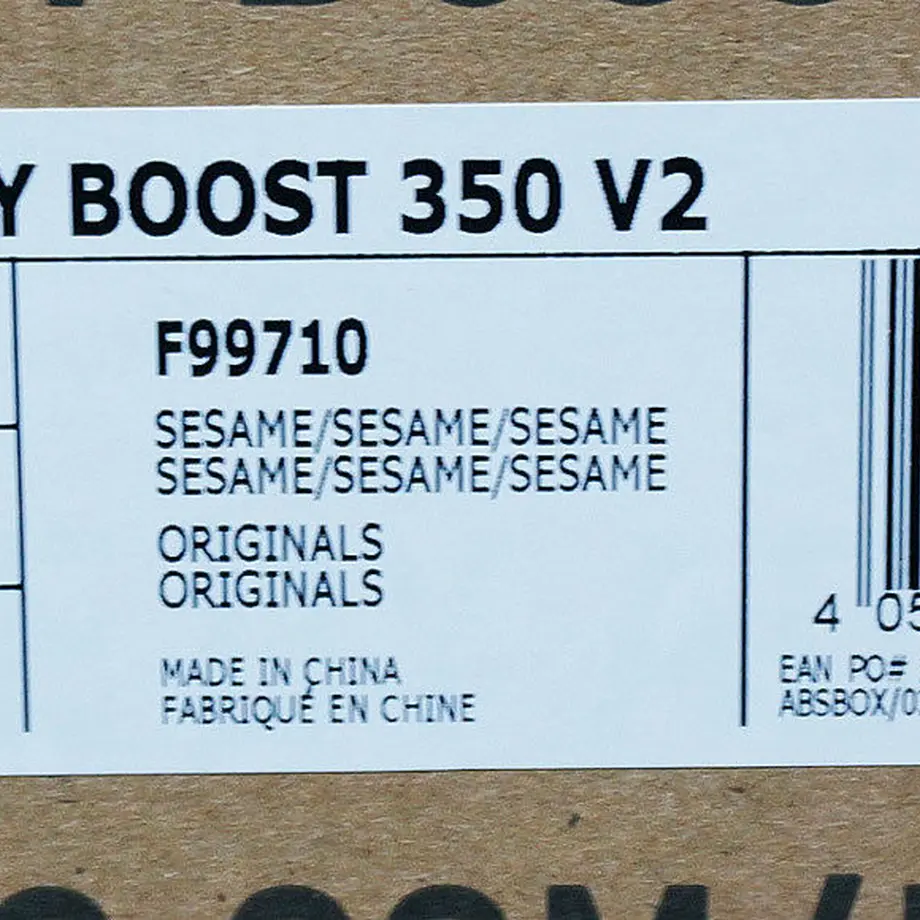 Y BOOST 350 V2
F99710
SESAME/SESAME/SESAME
SESAME/SESAME/SESAME
ORIGINALS
ORIGINALS
MADE IN CHINA
FABRIQUÉ EN CHINE
4 05
EAN PO#
ABSBOX/0